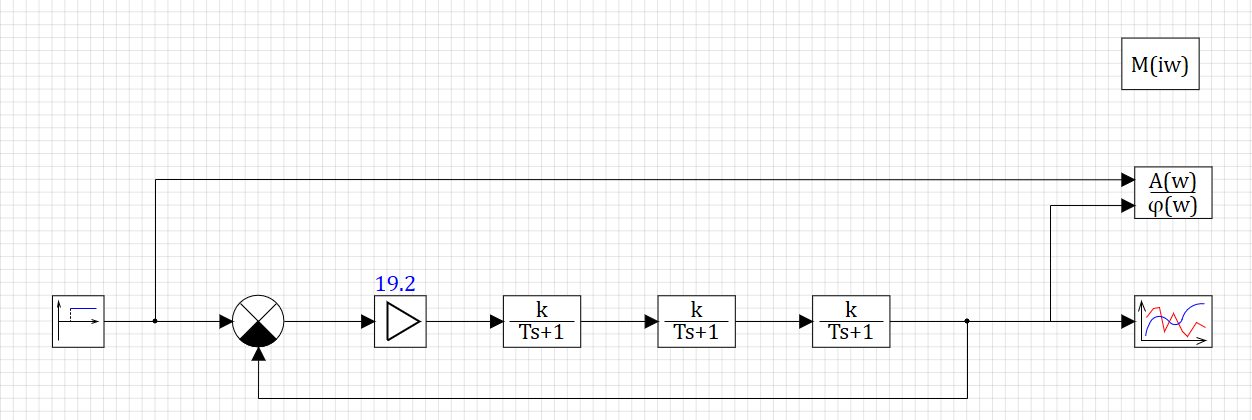 M(iw)
A(w)
φ(w)
19.2
k
Ts+1
k
Ts+1
k
Ts+1